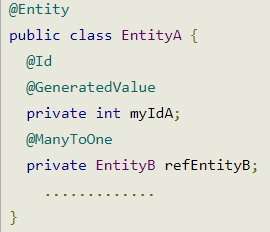 @Entity
public class EntityA {
@Id
@GeneratedValue
private int myIdA;
@ManyToOne
private EntityB refEntityB;
.............
}